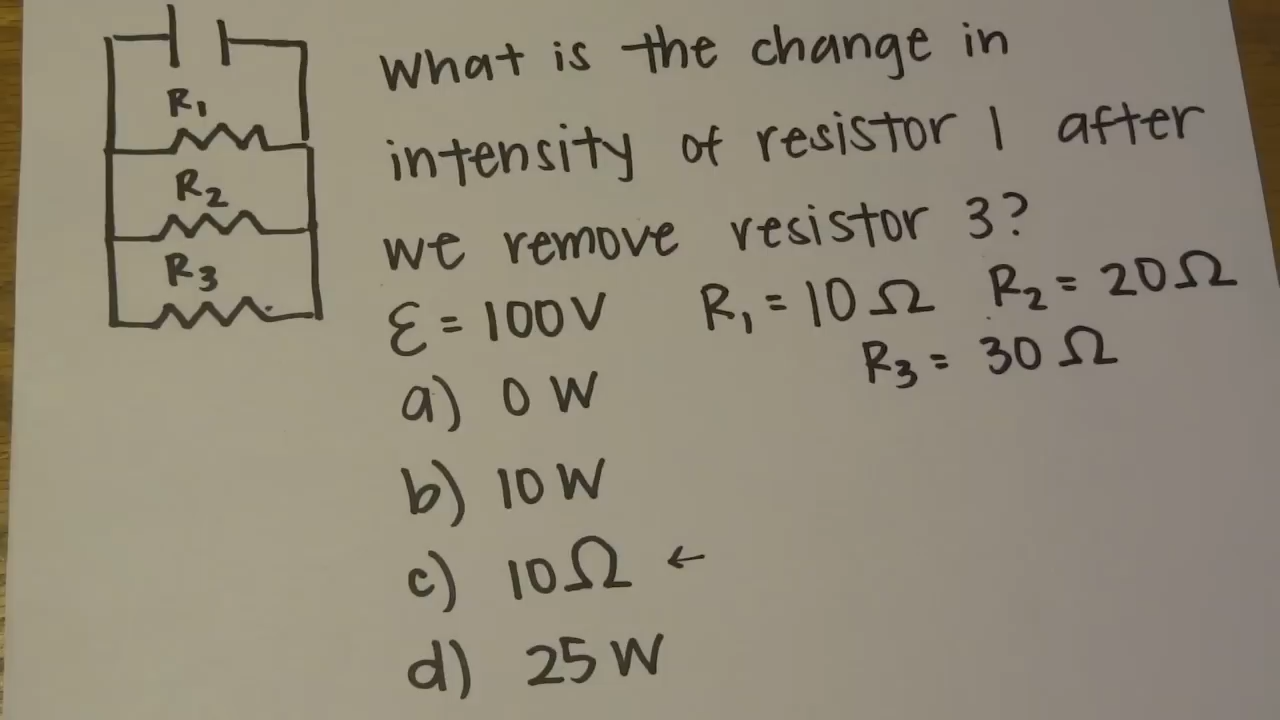 R₁
R₂
R₃
What is the change in
intensity of resistor 1 after
we remove resistor 3?
Ɛ = 100V R₁ = 10 Ω R₂ = 20Ω
R₃ = 30 Ω
a) 0 W
b) 10 W
c) 10 Ω ←
d) 25 W